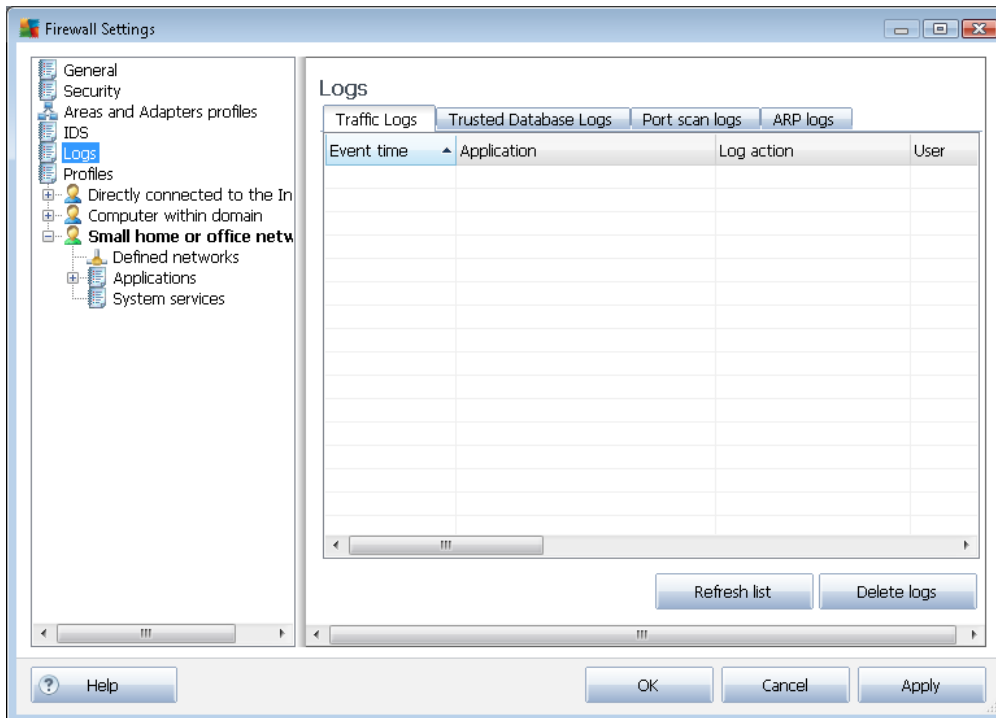 Firewall Settings
General
Security
Areas and Adapters profiles
IDS
Logs
Profiles
Directly connected to the In
Computer within domain
Small home or office netw
Defined networks
Applications
System services
Logs
Traffic Logs Trusted Database Logs Port scan logs ARP logs
Event time Application Log action User
Refresh list Delete logs
? Help OK Cancel Apply